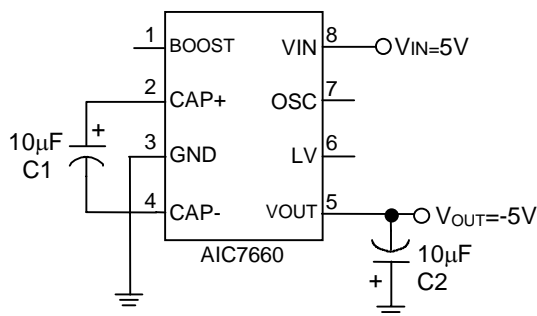 1 BOOST VIN 8 VIN=5V
2 CAP+ OSC 7
10μF + C1
3 GND LV 6
4 CAP- VOUT 5 VOUT=-5V
AIC7660
10μF
+ C2